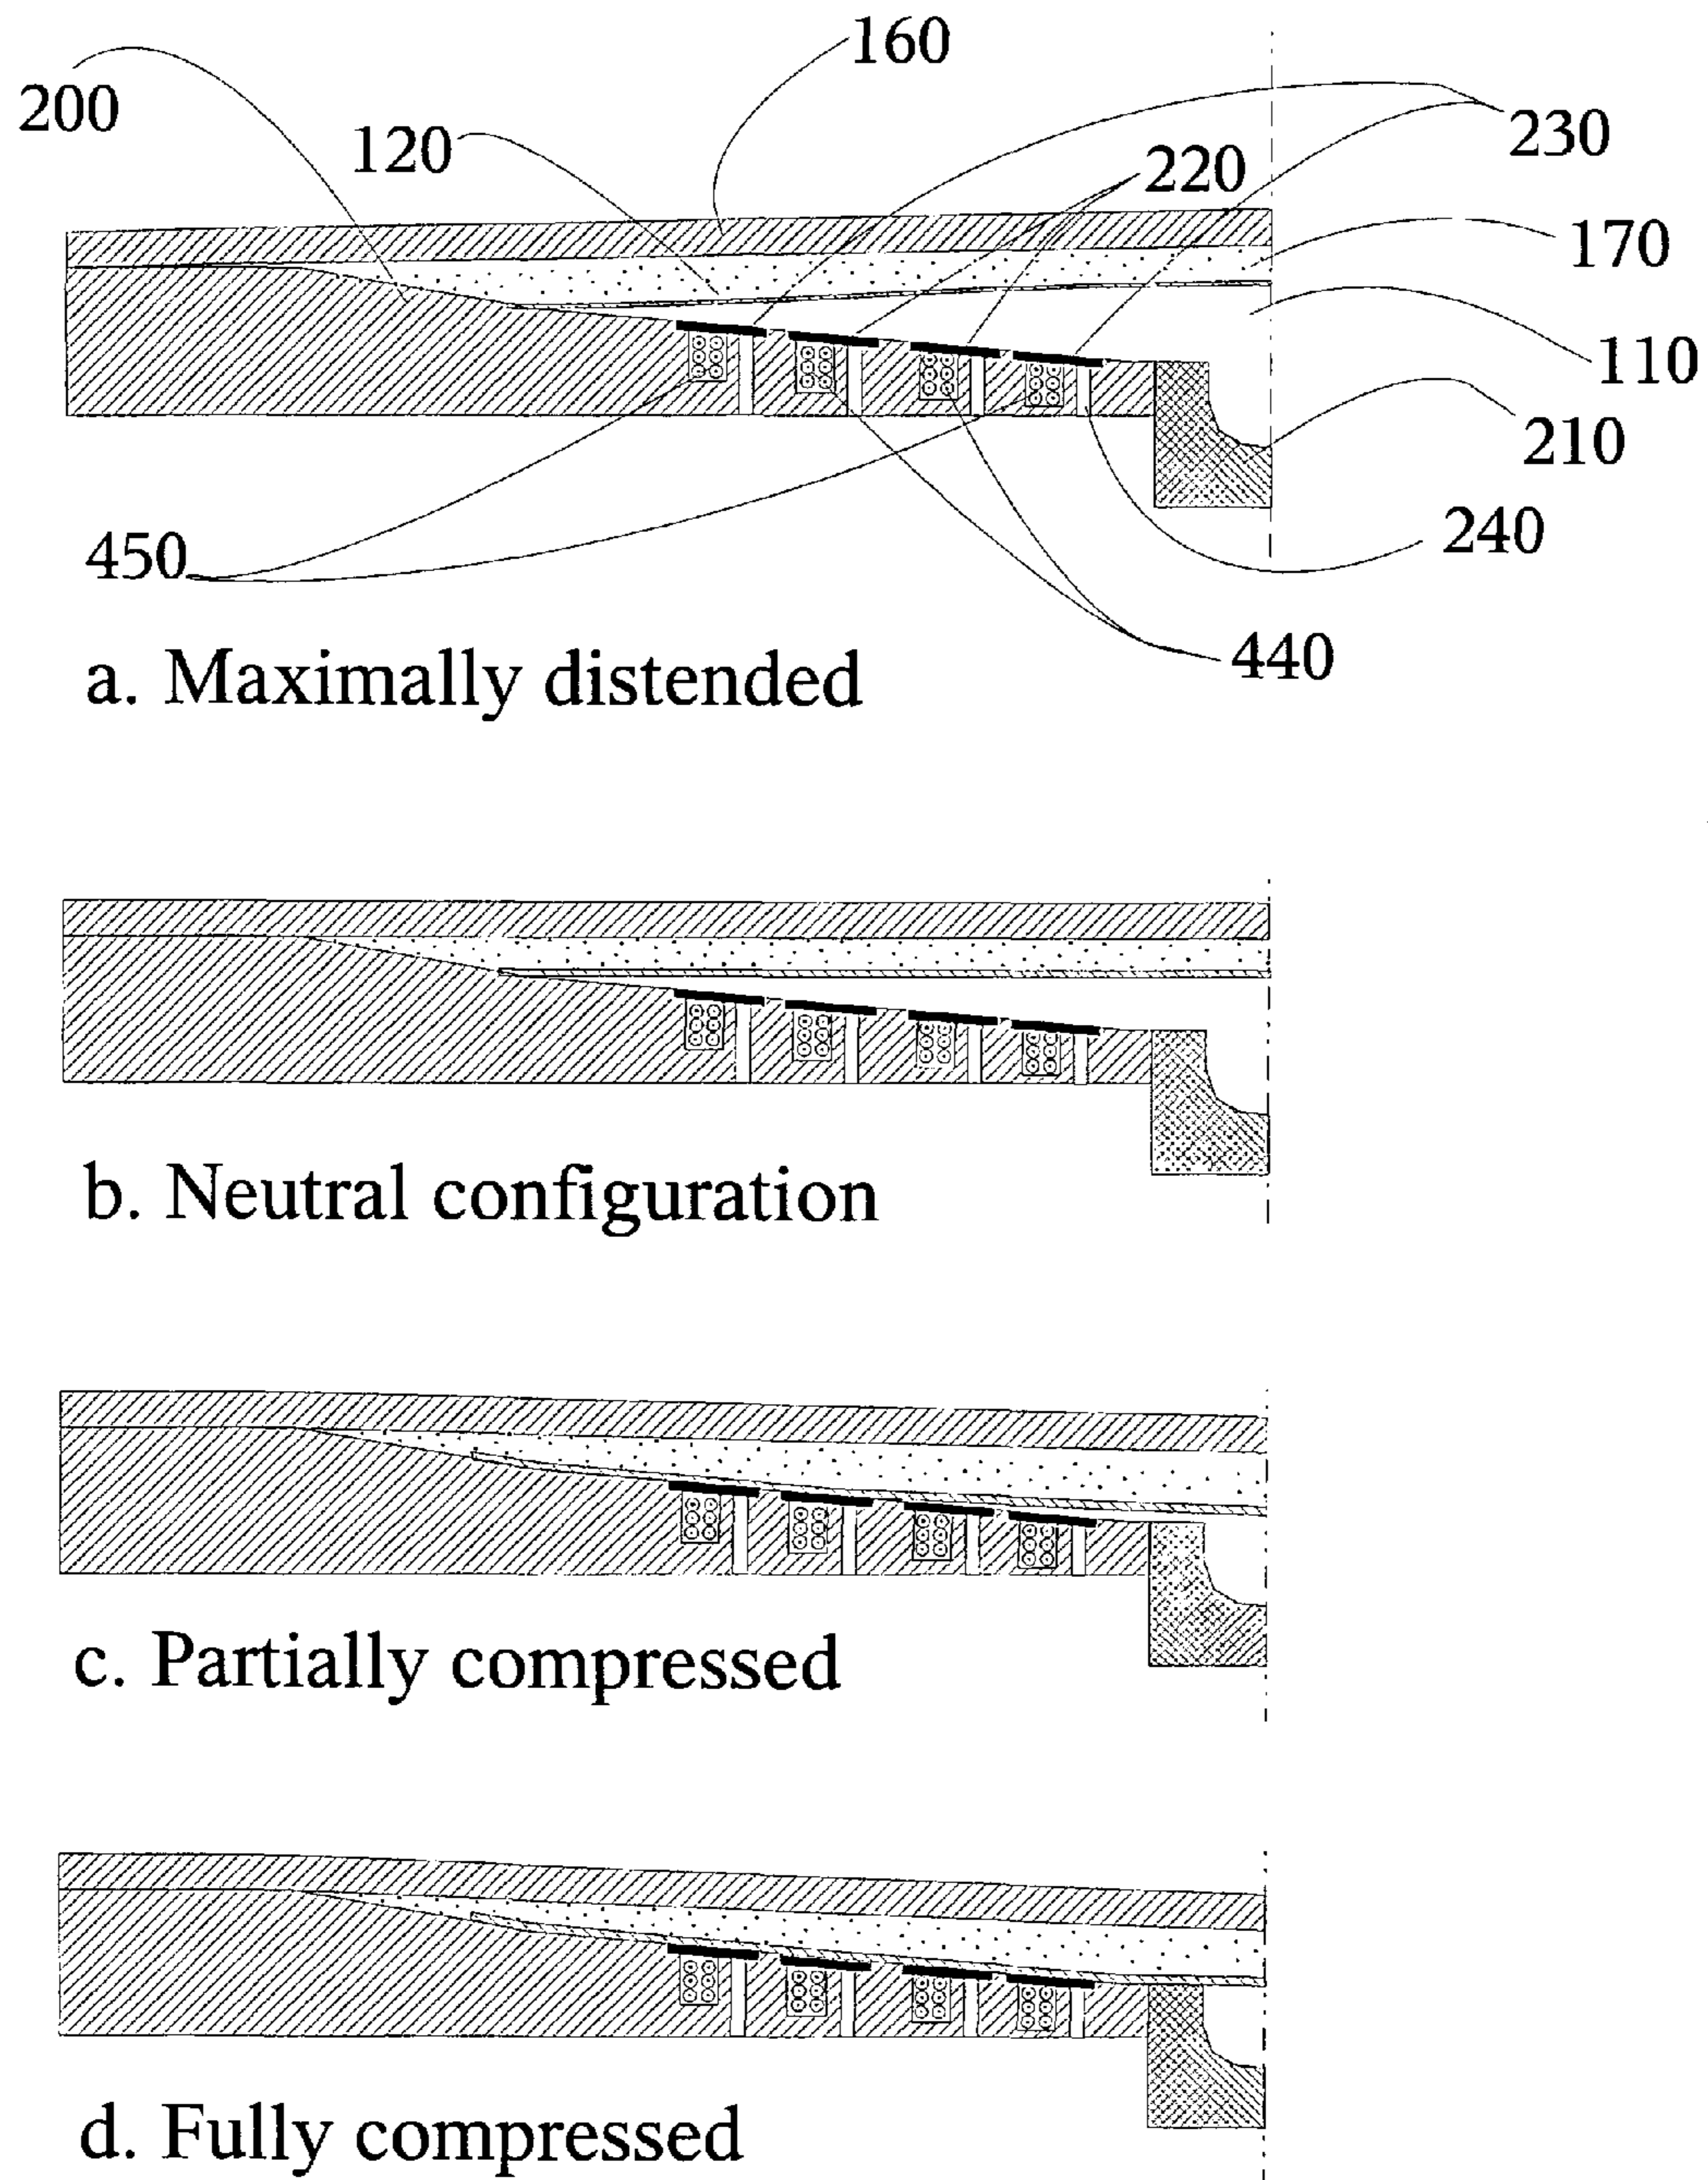 160
200
230
120
220
170
110
210
240
450
440
a. Maximally distended
b. Neutral configuration
c. Partially compressed
d. Fully compressed